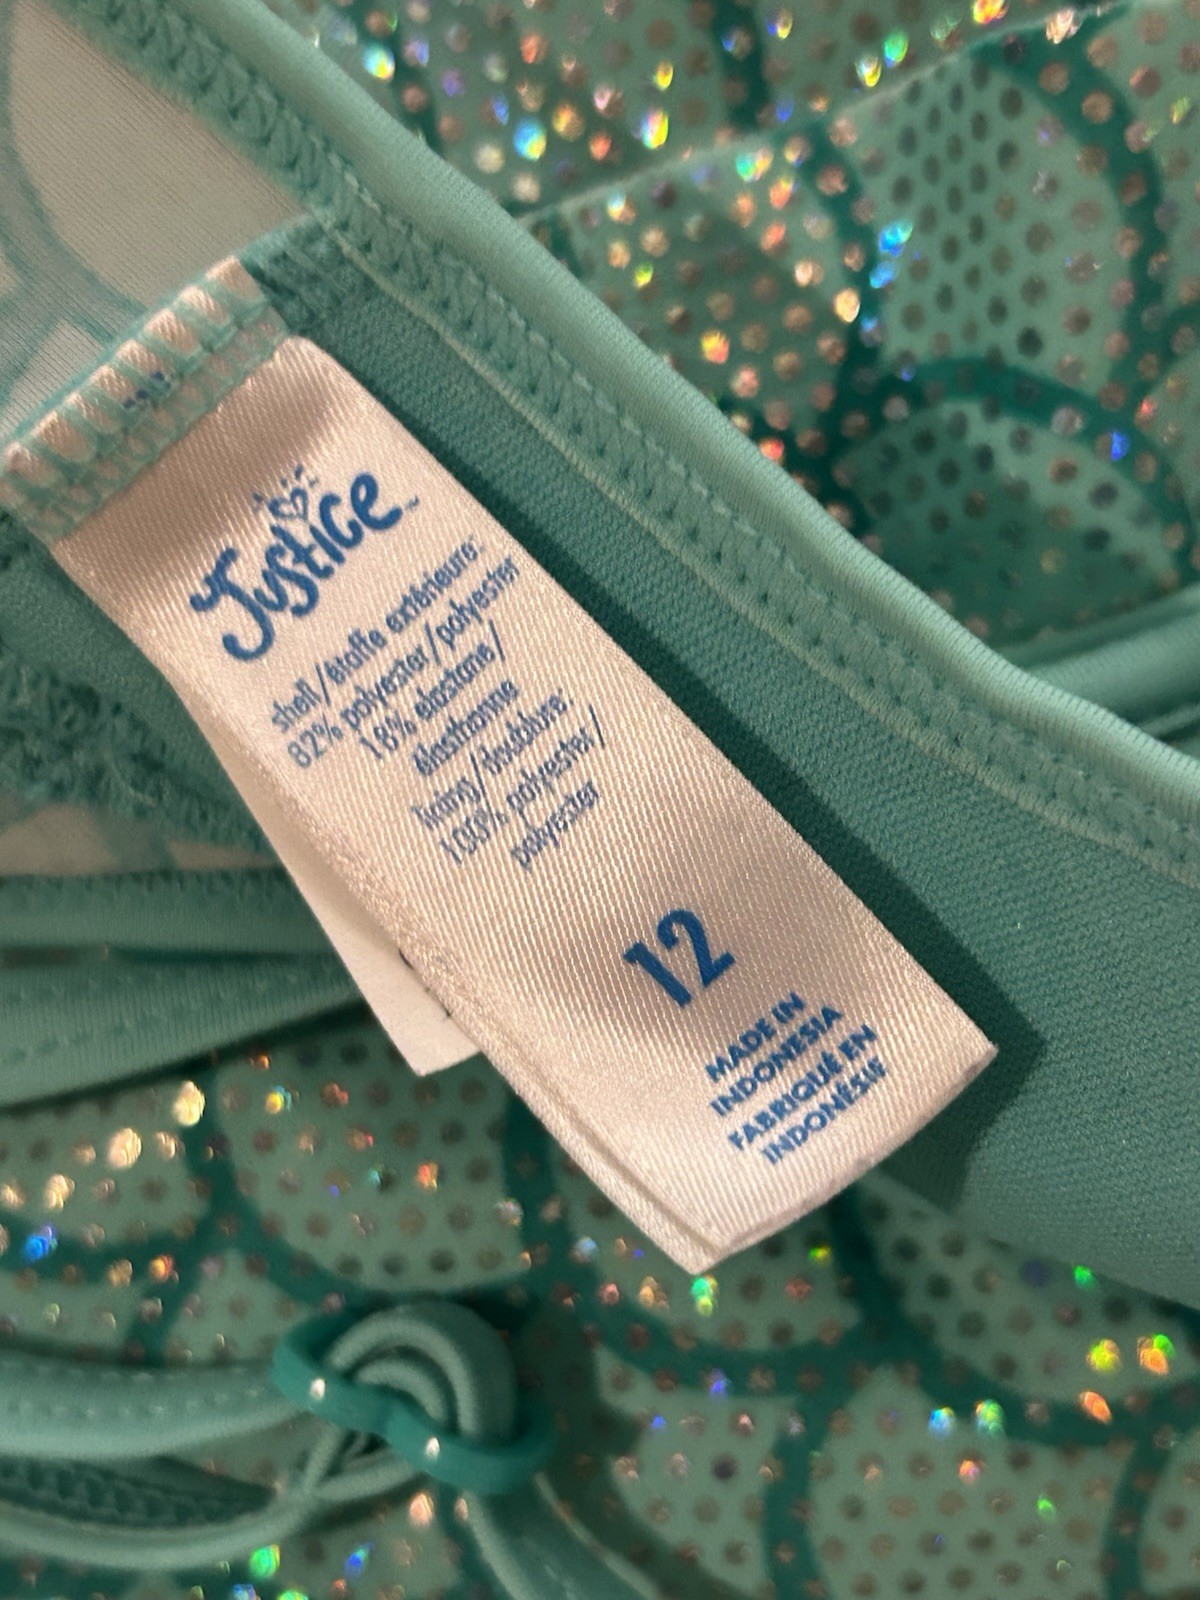 Justice™
shell/étoffe extérieure:
82% polyester/polyester
18% elastane/
élasthanne
lining/doublure:
100% polyester/
polyester
12
MADE IN
INDONESIA
FABRIQUÉ EN
INDONÉSIE